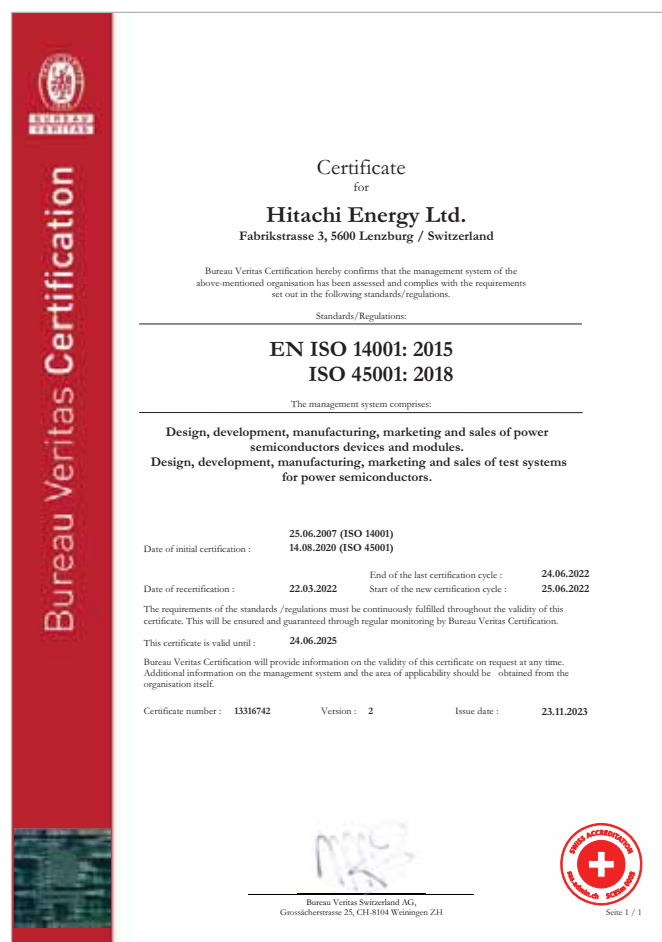 BUREAU
VERITAS
Bureau Veritas Certification
Certificate
for
Hitachi Energy Ltd.
Fabrikstrasse 3, 5600 Lenzburg / Switzerland
Bureau Veritas Certification hereby confirms that the management system of the
above-mentioned organisation has been assessed and complies with the requirements
set out in the following standards/regulations.
Standards/Regulations:
EN ISO 14001: 2015
ISO 45001: 2018
The management system comprises:
Design, development, manufacturing, marketing and sales of power
semiconductors devices and modules.
Design, development, manufacturing, marketing and sales of test systems
for power semiconductors.
25.06.2007 (ISO 14001)
Date of initial certification : 14.08.2020 (ISO 45001)
End of the last certification cycle : 24.06.2022
Date of recertification : 22.03.2022 Start of the new certification cycle : 25.06.2022
The requirements of the standards /regulations must be continuously fulfilled throughout the validity of this
certificate. This will be ensured and guaranteed through regular monitoring by Bureau Veritas Certification.
This certificate is valid until : 24.06.2025
Bureau Veritas Certification will provide information on the validity of this certificate on request at any time.
Additional information on the management system and the area of applicability should be obtained from the
organisation itself.
Certificate number : 13316742 Version : 2 Issue date : 23.11.2023
SWISS ACCREDITATION
sas.admin.ch SCESm 0009
Bureau Veritas Switzerland AG,
Grossächerstrasse 25, CH-8104 Weiningen ZH
Seite 1 / 1